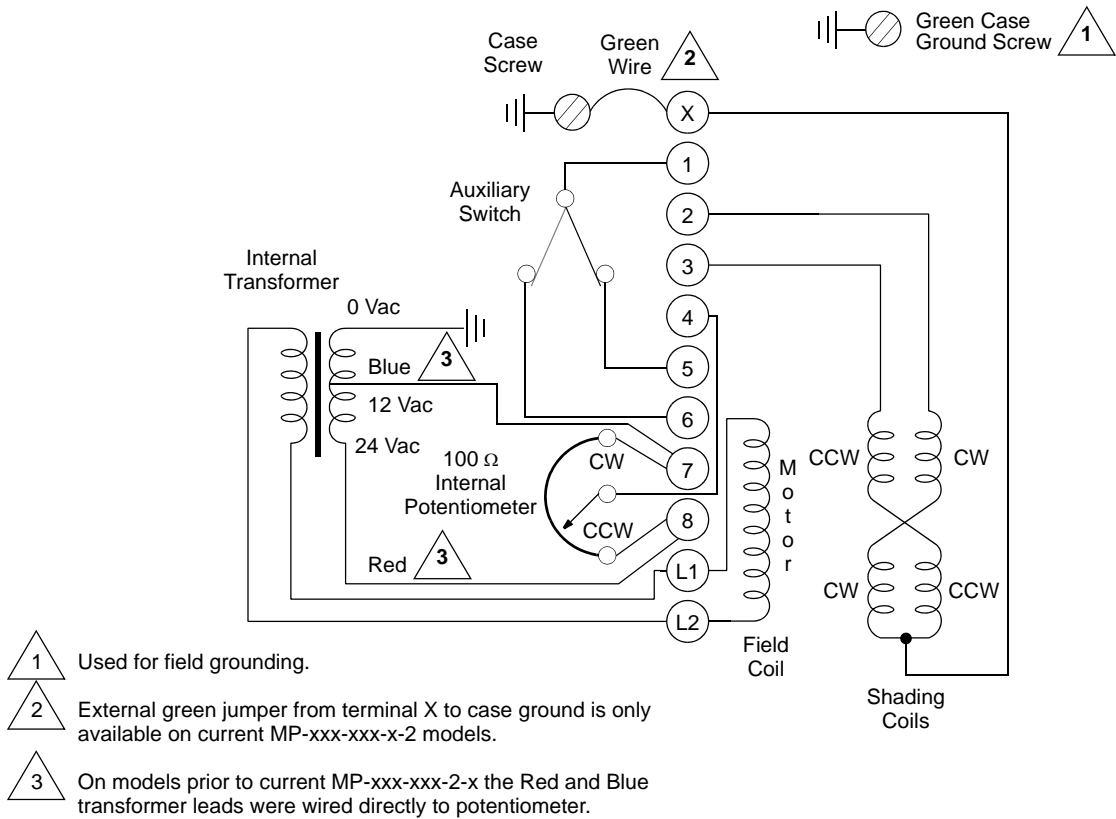 Green Case
Ground Screw
1
Case
Screw
Green
Wire
2
X
1
Auxiliary
Switch
2
3
Internal
Transformer
0 Vac
4
Blue
3
5
12 Vac
6
24 Vac
100 Ω
Internal
Potentiometer
CW
7
CCW
8
Motor
CCW
CW
Red
3
L1
CW
CCW
L2
Field
Coil
Shading
Coils
1 Used for field grounding.
2 External green jumper from terminal X to case ground is only
available on current MP-xxx-xxx-x-2 models.
3 On models prior to current MP-xxx-xxx-2-x the Red and Blue
transformer leads were wired directly to potentiometer.